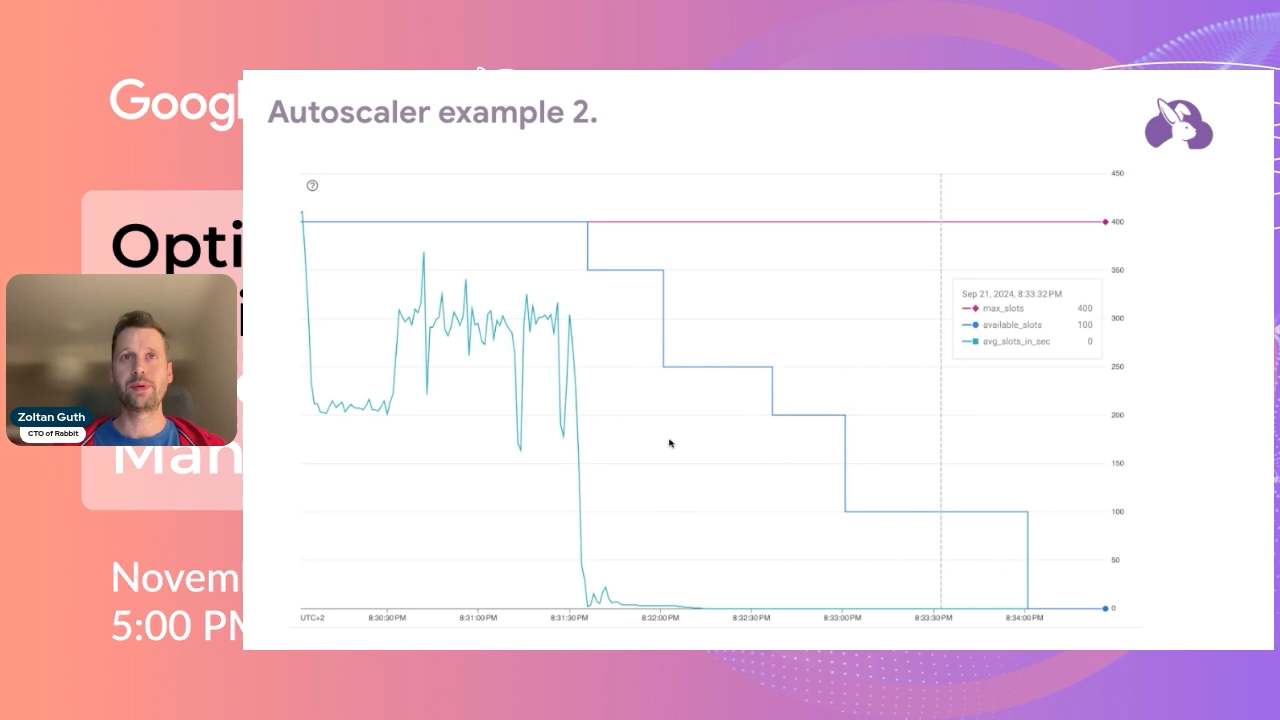 Googl
Opti
Man
Novem
5:00 PM
Zoltan Guth
CTO of Rabbit
Autoscaler example 2.
450
400
350
300
250
200
150
100
50
0
Sep 21, 2024, 8:33:32 PM
max_slots 400
available_slots 100
avg_slots_in_sec 0
UTC+2 8:30:30 PM 8:31:00 PM 8:31:30 PM 8:32:00 PM 8:32:30 PM 8:33:00 PM 8:33:30 PM 8:34:00 PM